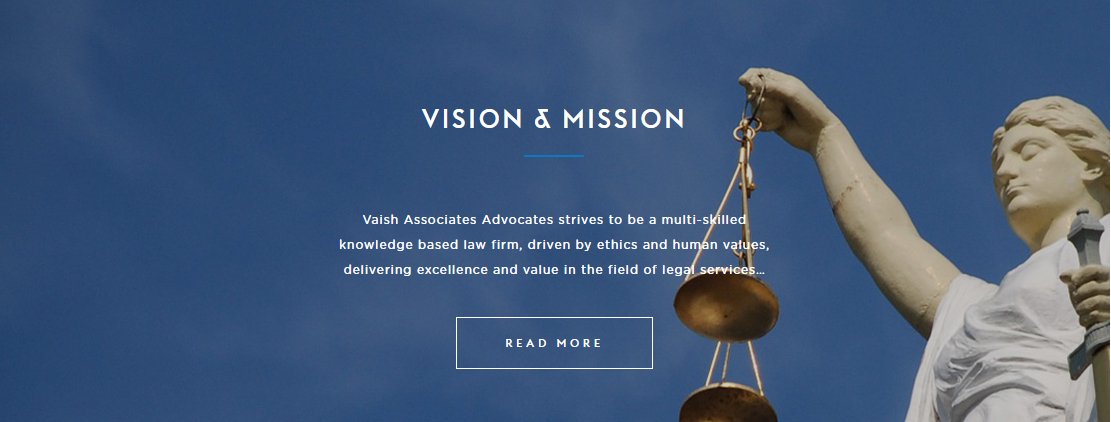 VISION & MISSION
Vaish Associates Advocates strives to be a multi-skilled
knowledge based law firm, driven by ethics and human values,
delivering excellence and value in the field of legal services...
READ MORE